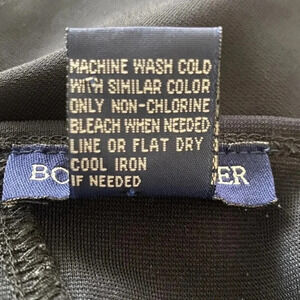 MACHINE WASH COLD
WITH SIMILAR COLOR
ONLY NON-CHLORINE
BLEACH WHEN NEEDED
LINE OR FLAT DRY
COOL IRON
IF NEEDED